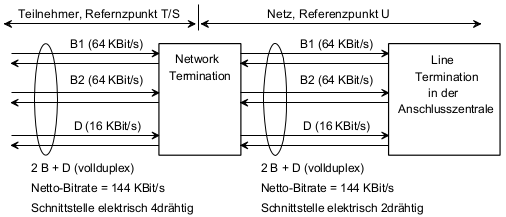 Teilnehmer, Refernzpunkt T/S
Netz, Referenzpunkt U
B1 (64 KBit/s)
B2 (64 KBit/s)
D (16 KBit/s)
Network
Termination
B1 (64 KBit/s)
B2 (64 KBit/s)
D (16 KBit/s)
Line
Termination
in der
Anschlusszentrale
2 B + D (vollduplex)
Netto-Bitrate = 144 KBit/s
Schnittstelle elektrisch 4drähtig
2 B + D (vollduplex)
Netto-Bitrate = 144 KBit/s
Schnittstelle elektrisch 2drähtig